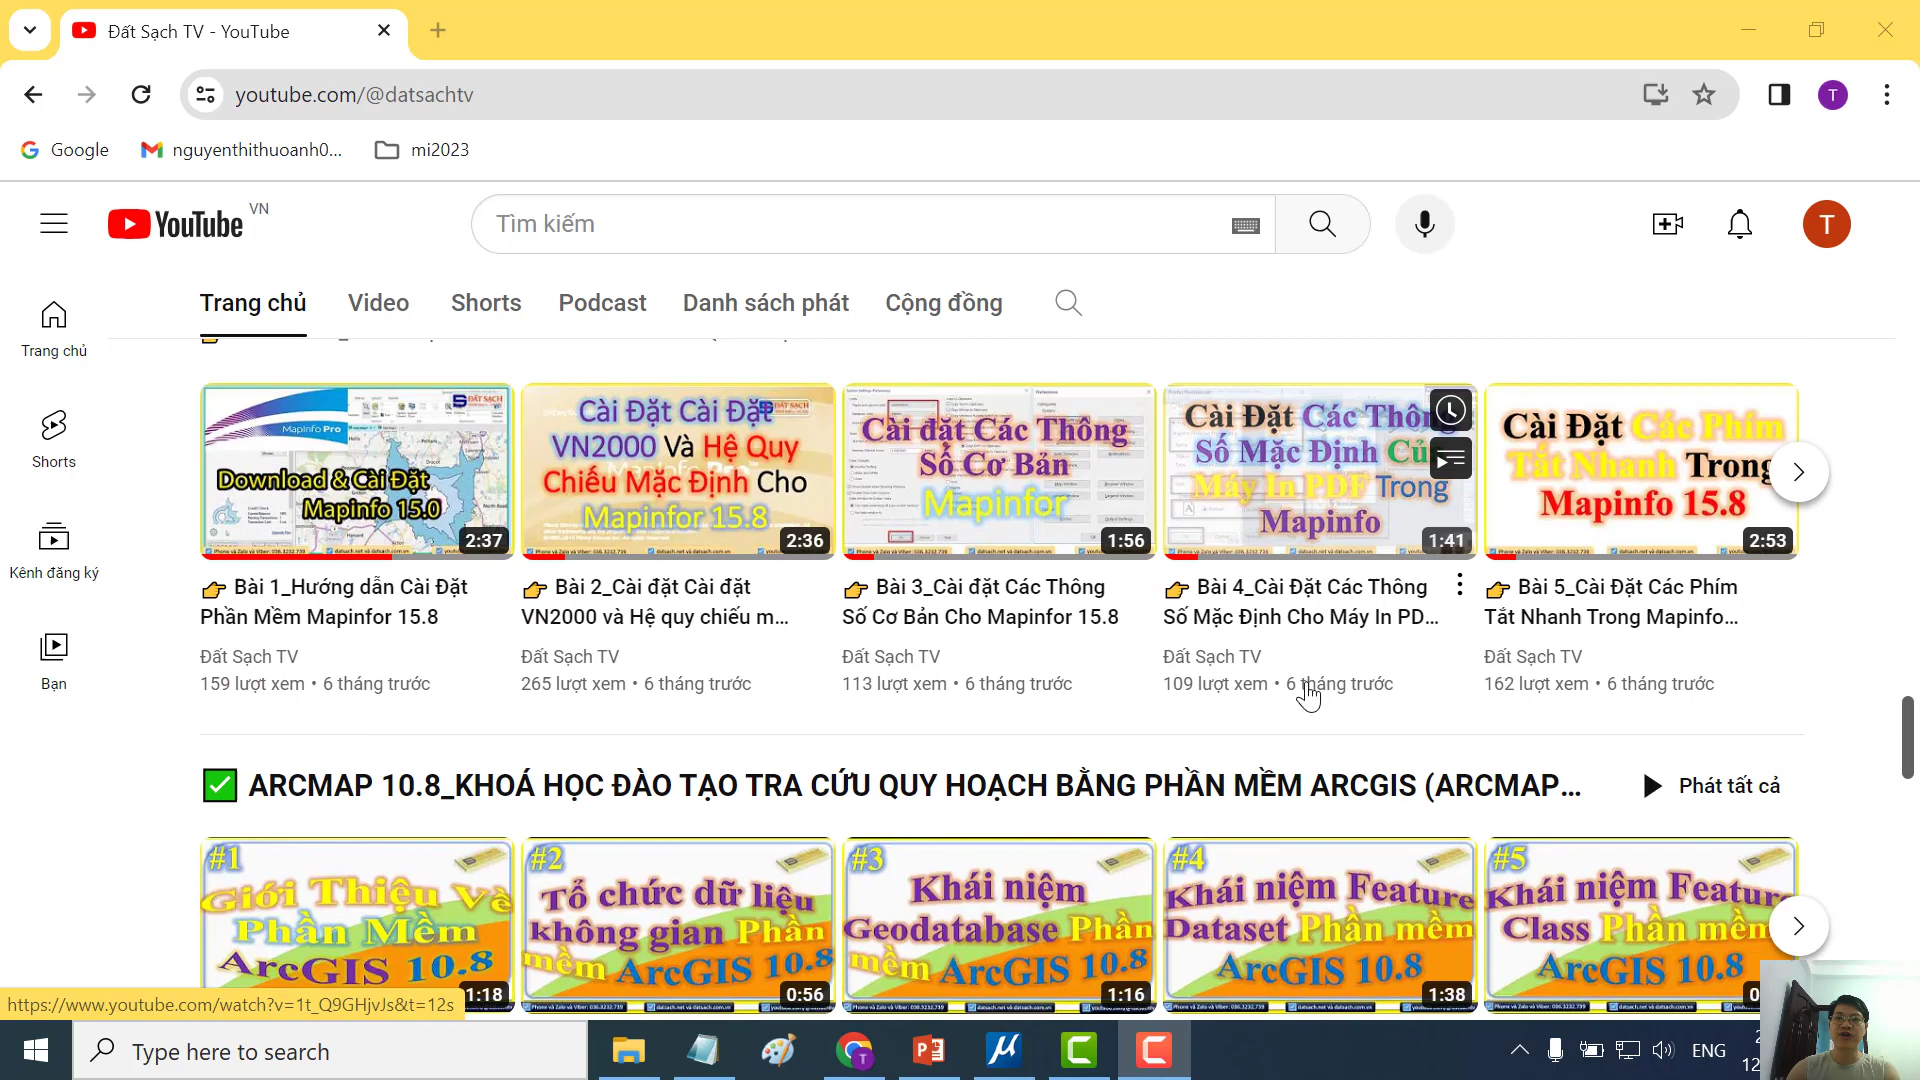 Đất Sạch TV - YouTube
youtube.com/@datsachtv
Google
nguyenthithuoanh0...
mi2023
YouTube VN
Tìm kiếm
T
T
Trang chủ Video Shorts Podcast Danh sách phát Cộng đồng
Trang chủ
Shorts
Kênh đăng ký
Bạn
MapInfo Pro
ĐẤT SẠCH
Download & Cài Đặt
Mapinfo 15.0
2:37
Cài Đặt Cài Đặt
VN2000 Và Hệ Quy
Chiếu Mặc Định Cho
Mapinfor 15.8
2:36
Cài đặt Các Thông
Số Cơ Bản
Mapinfor
1:56
Cài Đặt Các Thông
Số Mặc Định Củ
Máy In PDF Trong
Mapinfo
1:41
Cài Đặt Các Phím
Tắt Nhanh Trong
Mapinfo 15.8
2:53
Bài 1_Hướng dẫn Cài Đặt
Phần Mềm Mapinfor 15.8
Đất Sạch TV
159 lượt xem • 6 tháng trước
Bài 2_Cài đặt Cài đặt
VN2000 và Hệ quy chiếu m...
Đất Sạch TV
265 lượt xem • 6 tháng trước
Bài 3_Cài đặt Các Thông
Số Cơ Bản Cho Mapinfor 15.8
Đất Sạch TV
113 lượt xem • 6 tháng trước
Bài 4_Cài Đặt Các Thông
Số Mặc Định Cho Máy In PD...
Đất Sạch TV
109 lượt xem • 6 tháng trước
Bài 5_Cài Đặt Các Phím
Tắt Nhanh Trong Mapinfo...
Đất Sạch TV
162 lượt xem • 6 tháng trước
ARCMAP 10.8_KHOÁ HỌC ĐÀO TẠO TRA CỨU QUY HOẠCH BẰNG PHẦN MỀM ARCGIS (ARCMAP...
Phát tất cả
#1
Giới Thiệu Về
Phần Mềm
ArcGIS 10.8
1:18
#2
Tổ chức dữ liệu
không gian Phần
mềm ArcGIS 10.8
0:56
#3
Khái niệm
Geodatabase Phần
mềm ArcGIS 10.8
1:16
#4
Khái niệm Feature
Dataset Phần mềm
ArcGIS 10.8
1:38
#5
Khái niệm Feature
Class Phần mềm
ArcGIS 10.8
https://www.youtube.com/watch?v=1t_Q9GHjvJs&t=12s
Type here to search
ENG